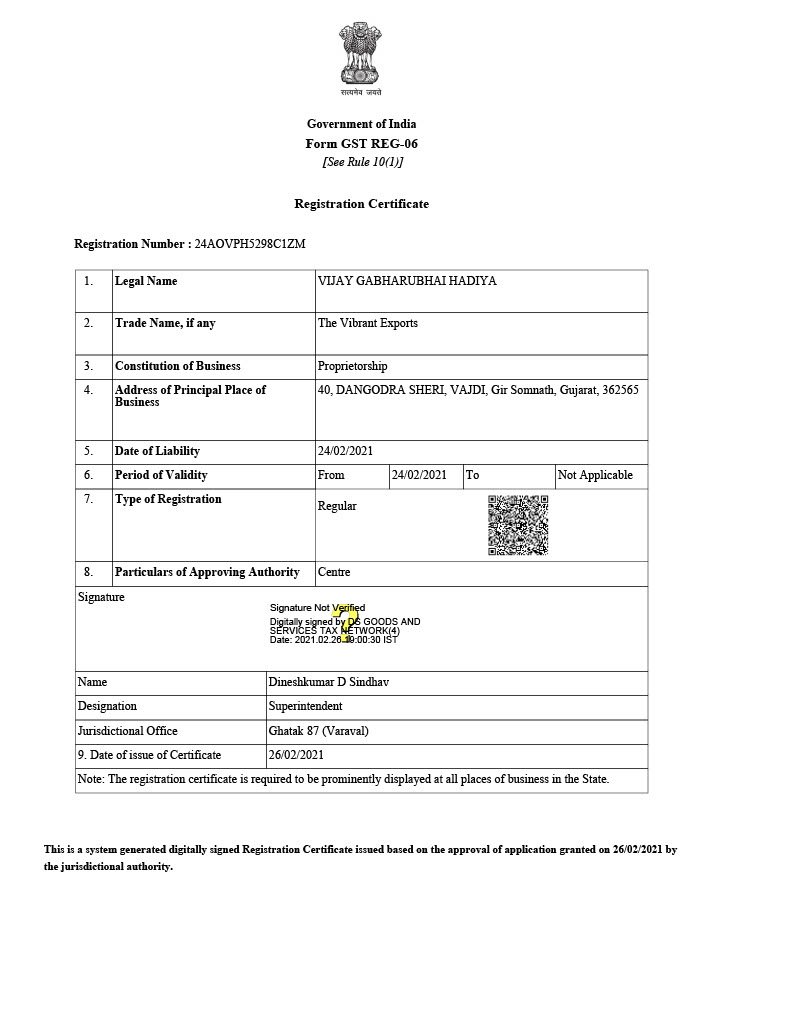 सत्यमेव जयते
Government of India
Form GST REG-06
[See Rule 10(1)]
Registration Certificate
Registration Number : 24AOVPH5298C1ZM
1. Legal Name VIJAY GABHARUBHAI HADIYA
2. Trade Name, if any The Vibrant Exports
3. Constitution of Business Proprietorship
4. Address of Principal Place of 40, DANGODRA SHERI, VAJDI, Gir Somnath, Gujarat, 362565
Business
5. Date of Liability 24/02/2021
6. Period of Validity From 24/02/2021 To Not Applicable
7. Type of Registration Regular
8. Particulars of Approving Authority Centre
Signature
Signature Not Verified
Digitally signed by DS GOODS AND
SERVICES TAX NETWORK(4)
Date: 2021.02.26 19:00:30 IST
Name Dineshkumar D Sindhav
Designation Superintendent
Jurisdictional Office Ghatak 87 (Varaval)
9. Date of issue of Certificate 26/02/2021
Note: The registration certificate is required to be prominently displayed at all places of business in the State.
This is a system generated digitally signed Registration Certificate issued based on the approval of application granted on 26/02/2021 by
the jurisdictional authority.